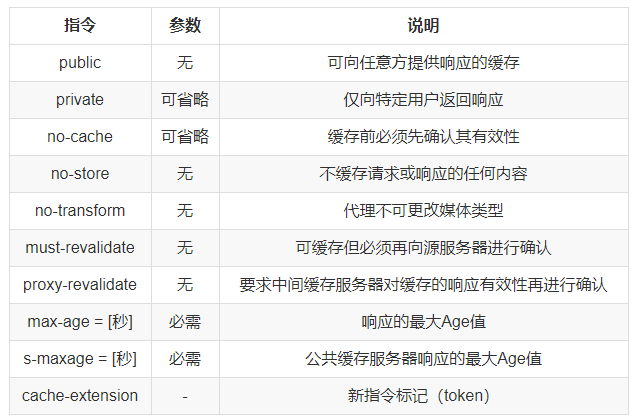 指令 参数 说明
public 无 可向任意方提供响应的缓存
private 可省略 仅向特定用户返回响应
no-cache 可省略 缓存前必须先确认其有效性
no-store 无 不缓存请求或响应的任何内容
no-transform 无 代理不可更改媒体类型
must-revalidate 无 可缓存但必须再向源服务器进行确认
proxy-revalidate 无 要求中间缓存服务器对缓存的响应有效性再进行确认
max-age = [秒] 必需 响应的最大Age值
s-maxage = [秒] 必需 公共缓存服务器响应的最大Age值
cache-extension - 新指令标记（token）